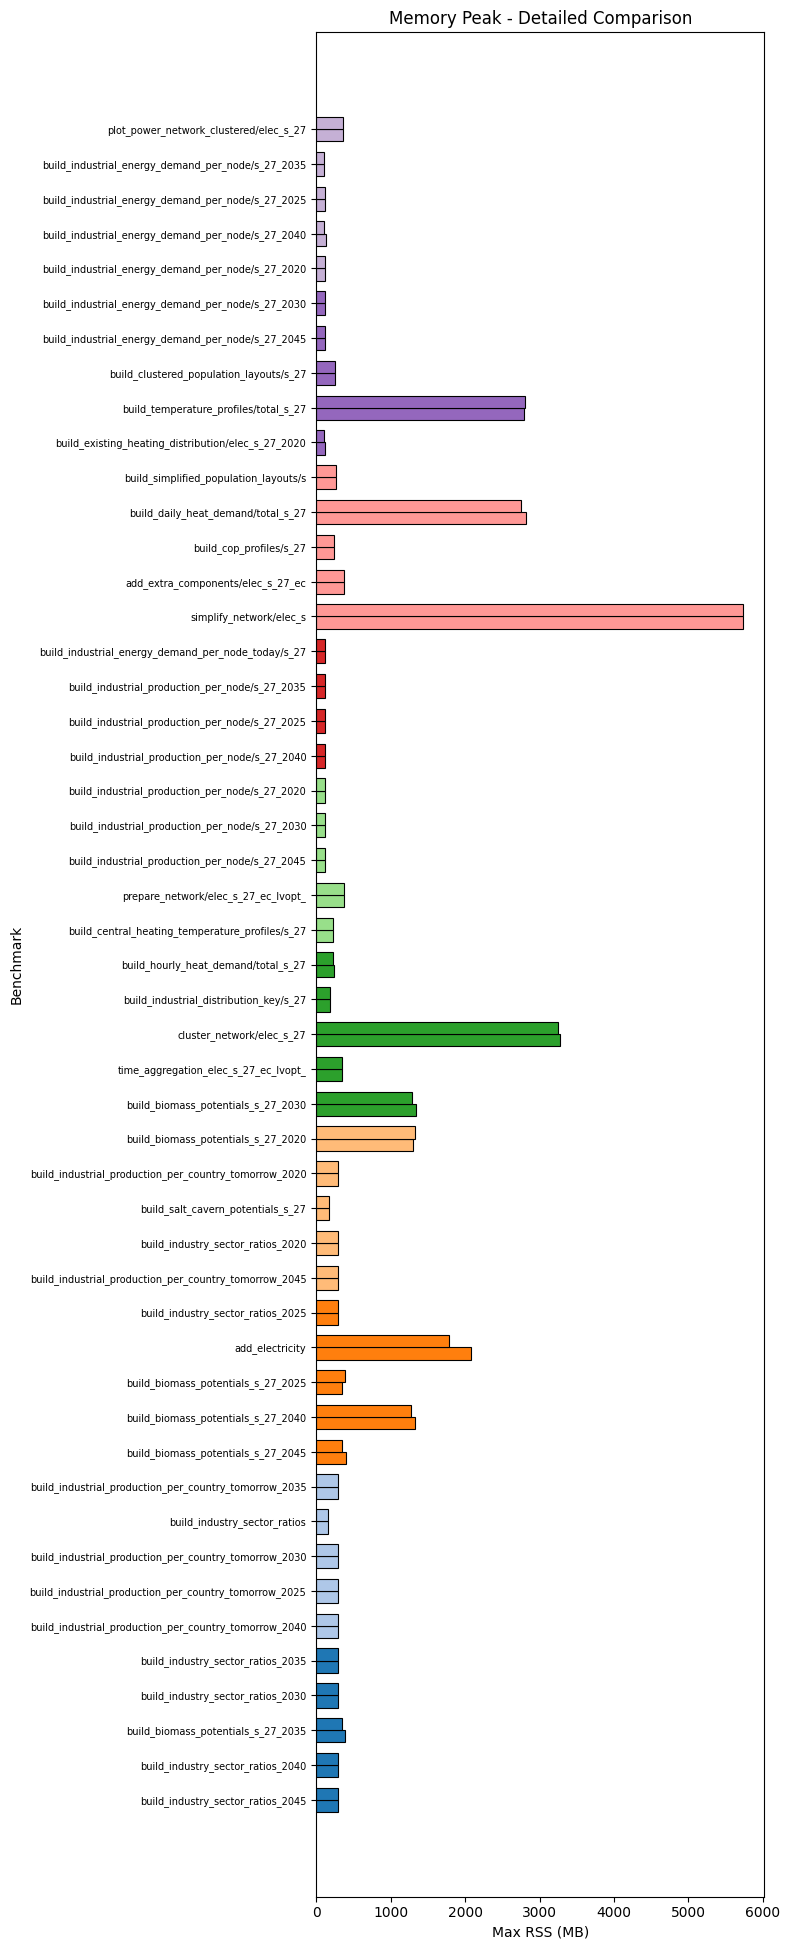 Memory Peak - Detailed Comparison
plot_power_network_clustered/elec_s_27
build_industrial_energy_demand_per_node/s_27_2035
build_industrial_energy_demand_per_node/s_27_2025
build_industrial_energy_demand_per_node/s_27_2040
build_industrial_energy_demand_per_node/s_27_2020
build_industrial_energy_demand_per_node/s_27_2030
build_industrial_energy_demand_per_node/s_27_2045
build_clustered_population_layouts/s_27
build_temperature_profiles/total_s_27
build_existing_heating_distribution/elec_s_27_2020
build_simplified_population_layouts/s
build_daily_heat_demand/total_s_27
build_cop_profiles/s_27
add_extra_components/elec_s_27_ec
simplify_network/elec_s
build_industrial_energy_demand_per_node_today/s_27
build_industrial_production_per_node/s_27_2035
build_industrial_production_per_node/s_27_2025
build_industrial_production_per_node/s_27_2040
build_industrial_production_per_node/s_27_2020
build_industrial_production_per_node/s_27_2030
build_industrial_production_per_node/s_27_2045
prepare_network/elec_s_27_ec_lvopt_
build_central_heating_temperature_profiles/s_27
build_hourly_heat_demand/total_s_27
build_industrial_distribution_key/s_27
cluster_network/elec_s_27
time_aggregation_elec_s_27_ec_lvopt_
build_biomass_potentials_s_27_2030
build_biomass_potentials_s_27_2020
build_industrial_production_per_country_tomorrow_2020
build_salt_cavern_potentials_s_27
build_industry_sector_ratios_2020
build_industrial_production_per_country_tomorrow_2045
build_industry_sector_ratios_2025
add_electricity
build_biomass_potentials_s_27_2025
build_biomass_potentials_s_27_2040
build_biomass_potentials_s_27_2045
build_industrial_production_per_country_tomorrow_2035
build_industry_sector_ratios
build_industrial_production_per_country_tomorrow_2030
build_industrial_production_per_country_tomorrow_2025
build_industrial_production_per_country_tomorrow_2040
build_industry_sector_ratios_2035
build_industry_sector_ratios_2030
build_biomass_potentials_s_27_2035
build_industry_sector_ratios_2040
build_industry_sector_ratios_2045
Benchmark
0 1000 2000 3000 4000 5000 6000
Max RSS (MB)